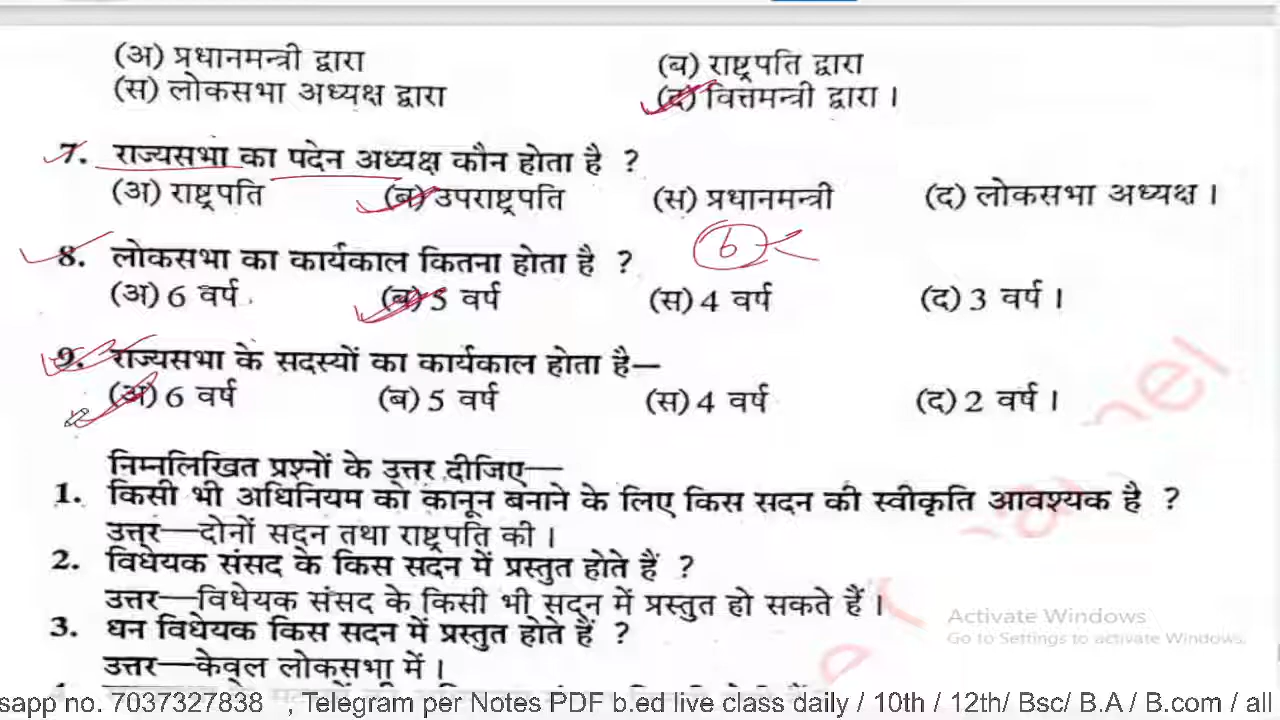 (अ) प्रधानमन्त्री द्वारा (ब) राष्ट्रपति द्वारा
(स) लोकसभा अध्यक्ष द्वारा (द) वित्तमन्त्री द्वारा ।
7. राज्यसभा का पदेन अध्यक्ष कौन होता है ?
(अ) राष्ट्रपति (ब) उपराष्ट्रपति (स) प्रधानमन्त्री (द) लोकसभा अध्यक्ष ।
6
8. लोकसभा का कार्यकाल कितना होता है ?
(अ) 6 वर्ष (ब) 5 वर्ष (स) 4 वर्ष (द) 3 वर्ष ।
9. राज्यसभा के सदस्यों का कार्यकाल होता है—
(अ) 6 वर्ष (ब) 5 वर्ष (स) 4 वर्ष (द) 2 वर्ष ।
निम्नलिखित प्रश्नों के उत्तर दीजिए—
1. किसी भी अधिनियम को कानून बनाने के लिए किस सदन की स्वीकृति आवश्यक है ?
उत्तर—दोनों सदन तथा राष्ट्रपति की ।
2. विधेयक संसद के किस सदन में प्रस्तुत होते हैं ?
उत्तर—विधेयक संसद के किसी भी सदन में प्रस्तुत हो सकते हैं ।
3. धन विधेयक किस सदन में प्रस्तुत होते हैं ?
उत्तर—केवल लोकसभा में ।
Activate Windows
Go to Settings to activate Windows.
sapp no. 7037327838 , Telegram per Notes PDF b.ed live class daily / 10th / 12th/ Bsc/ B.A / B.com / all